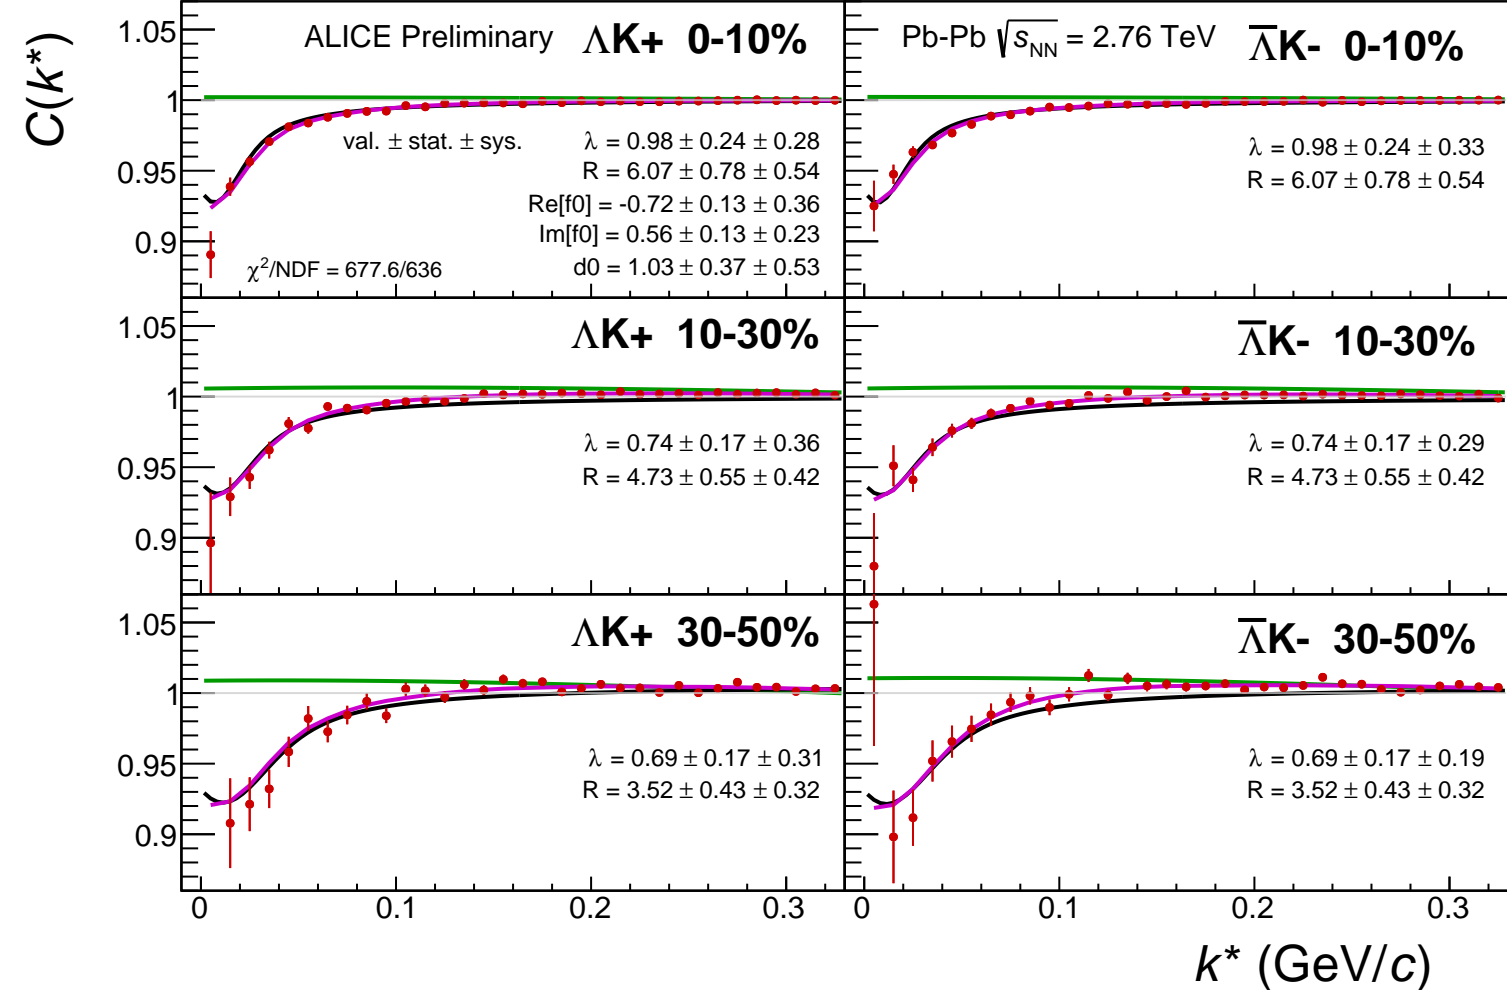 C(k*)
1.05
1
0.95
0.9
ALICE Preliminary ΛK+ 0-10%
val. ± stat. ± sys.
λ = 0.98 ± 0.24 ± 0.28
R = 6.07 ± 0.78 ± 0.54
Re[f0] = -0.72 ± 0.13 ± 0.36
Im[f0] = 0.56 ± 0.13 ± 0.23
d0 = 1.03 ± 0.37 ± 0.53
χ²/NDF = 677.6/636
Pb-Pb √sNN = 2.76 TeV Λ̅K- 0-10%
λ = 0.98 ± 0.24 ± 0.33
R = 6.07 ± 0.78 ± 0.54
1.05
1
0.95
0.9
ΛK+ 10-30%
λ = 0.74 ± 0.17 ± 0.36
R = 4.73 ± 0.55 ± 0.42
Λ̅K- 10-30%
λ = 0.74 ± 0.17 ± 0.29
R = 4.73 ± 0.55 ± 0.42
1.05
1
0.95
0.9
ΛK+ 30-50%
λ = 0.69 ± 0.17 ± 0.31
R = 3.52 ± 0.43 ± 0.32
Λ̅K- 30-50%
λ = 0.69 ± 0.17 ± 0.19
R = 3.52 ± 0.43 ± 0.32
0 0.1 0.2 0.3
0 0.1 0.2 0.3
k* (GeV/c)